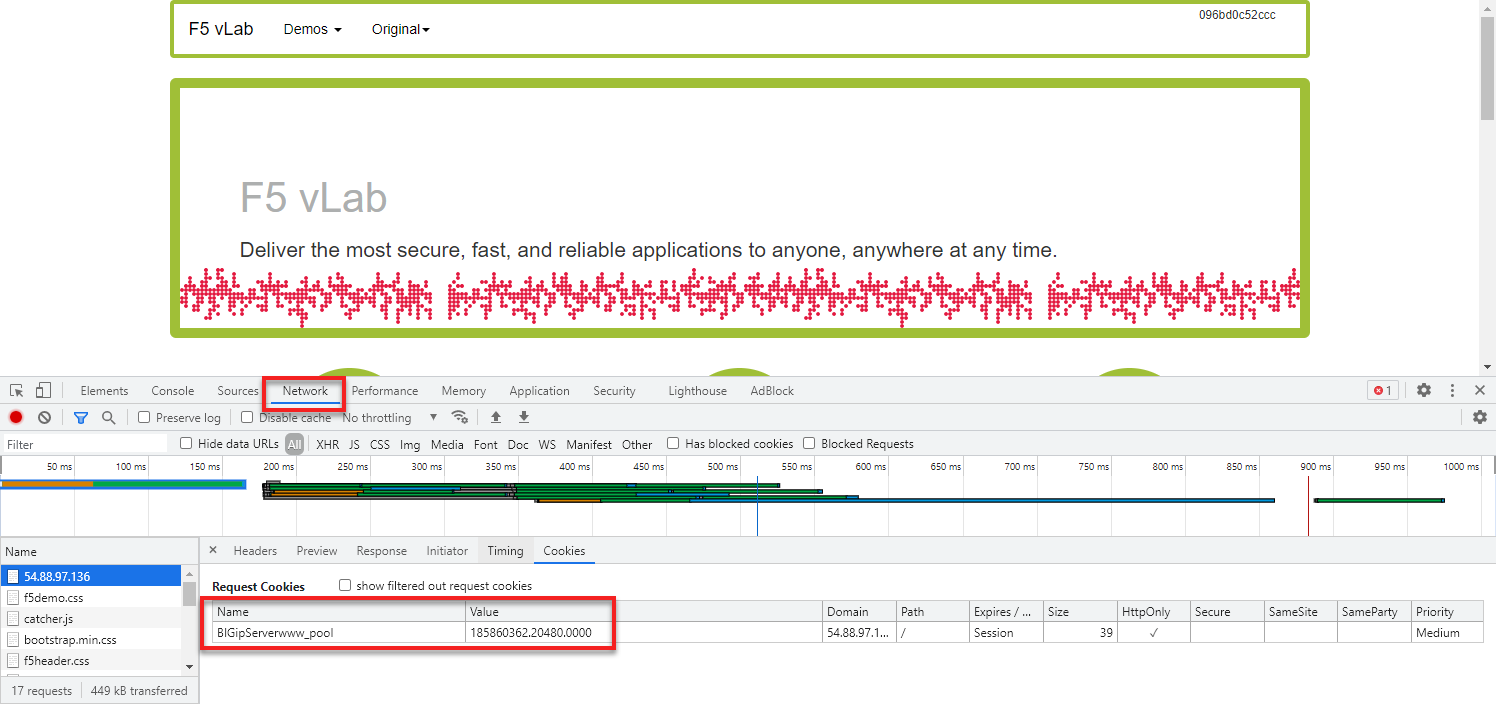 F5 vLab Demos Original 096bd0c52ccc
F5 vLab
Deliver the most secure, fast, and reliable applications to anyone, anywhere at any time.
Elements Console Sources Network Performance Memory Application Security Lighthouse AdBlock 1
Preserve log Disable cache No throttling
Filter Hide data URLs All XHR JS CSS Img Media Font Doc WS Manifest Other Has blocked cookies Blocked Requests
50 ms 100 ms 150 ms 200 ms 250 ms 300 ms 350 ms 400 ms 450 ms 500 ms 550 ms 600 ms 650 ms 700 ms 750 ms 800 ms 850 ms 900 ms 950 ms 1000 ms
Name Headers Preview Response Initiator Timing Cookies
54.88.97.136
f5demo.css
catcher.js
bootstrap.min.css
f5header.css
17 requests 449 kB transferred
Request Cookies show filtered out request cookies
Name Value Domain Path Expires / ... Size HttpOnly Secure SameSite SameParty Priority
BIGipServerwww_pool 185860362.20480.0000 54.88.97.1... / Session 39 ✓ Medium